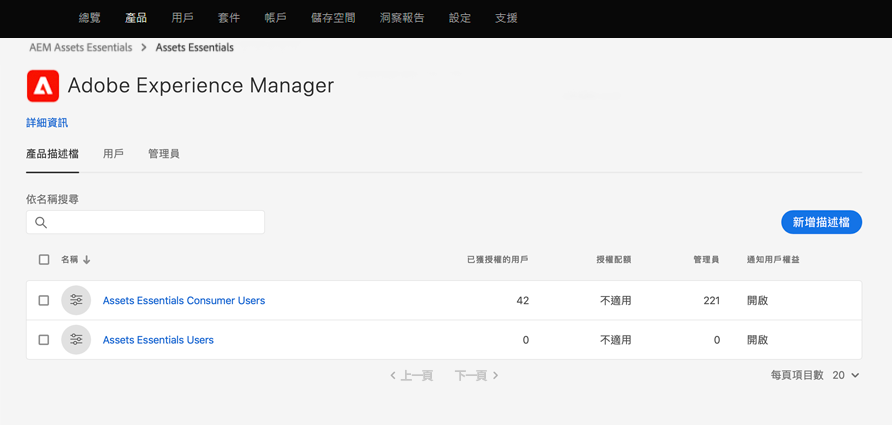 總覽 產品 用戶 套件 帳戶 儲存空間 洞察報告 設定 支援
AEM Assets Essentials > Assets Essentials
Adobe Experience Manager
詳細資訊
產品描述檔 用戶 管理員
依名稱搜尋
新增描述檔
名稱 ↓ 已獲授權的用戶 授權配額 管理員 通知用戶權益
Assets Essentials Consumer Users 42 不適用 221 開啟
Assets Essentials Users 0 不適用 0 開啟
< 上一頁 下一頁 > 每頁項目數 20